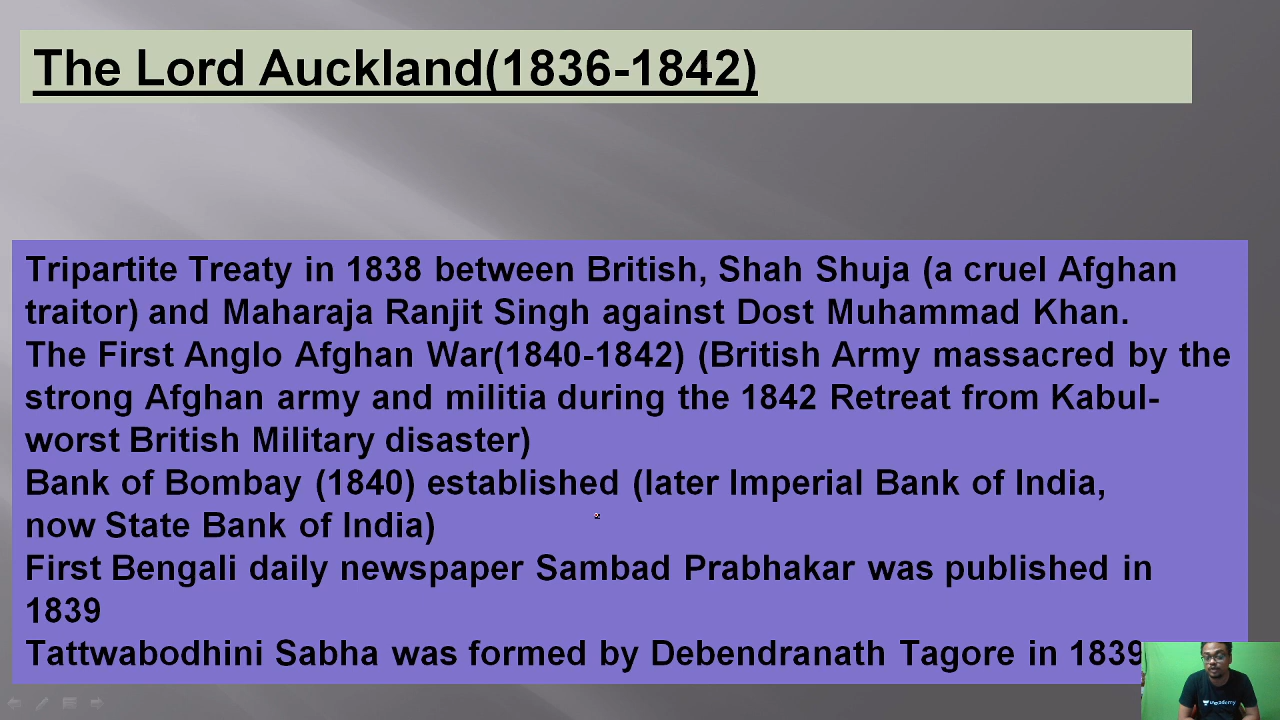 The Lord Auckland(1836-1842)
Tripartite Treaty in 1838 between British, Shah Shuja (a cruel Afghan
traitor) and Maharaja Ranjit Singh against Dost Muhammad Khan.
The First Anglo Afghan War(1840-1842) (British Army massacred by the
strong Afghan army and militia during the 1842 Retreat from Kabul-
worst British Military disaster)
Bank of Bombay (1840) established (later Imperial Bank of India,
now State Bank of India)
First Bengali daily newspaper Sambad Prabhakar was published in
1839
Tattwabodhini Sabha was formed by Debendranath Tagore in 1839